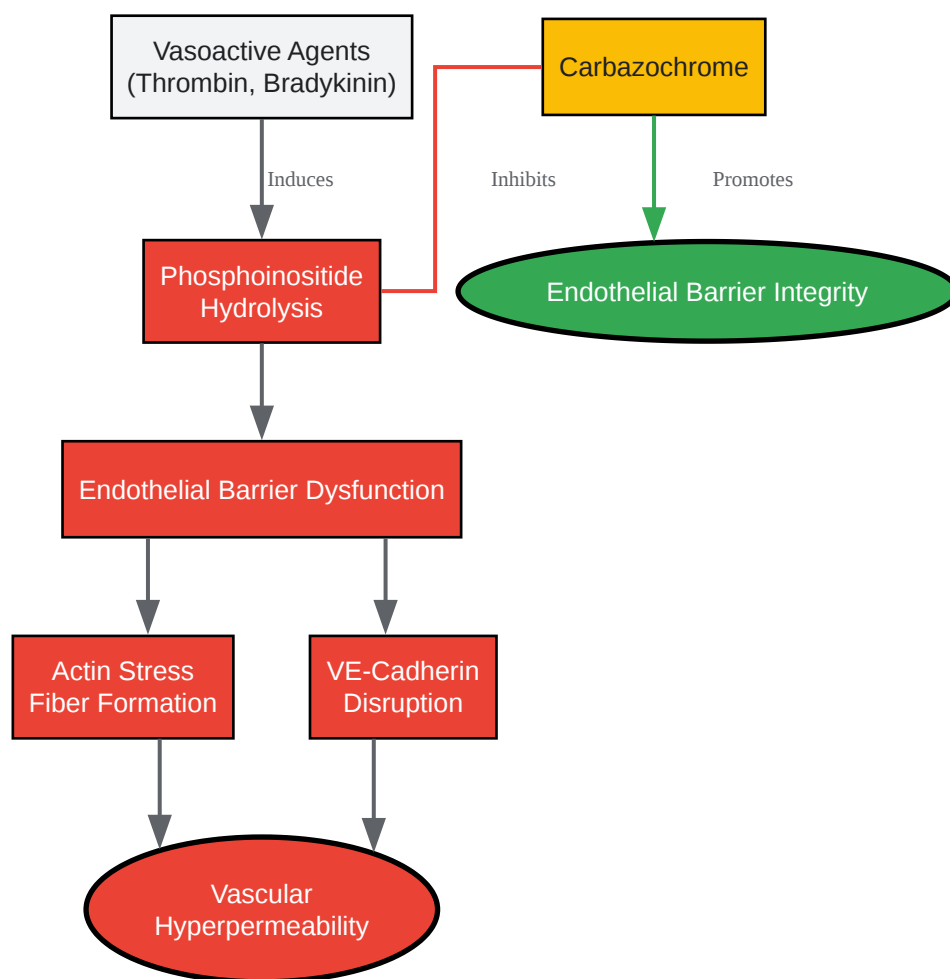 Vasoactive Agents
(Thrombin, Bradykinin)
Carbazochrome
Induces
Inhibits
Promotes
Phosphoinositide
Hydrolysis
Endothelial Barrier Integrity
Endothelial Barrier Dysfunction
Actin Stress
Fiber Formation
VE-Cadherin
Disruption
Vascular
Hyperpermeability